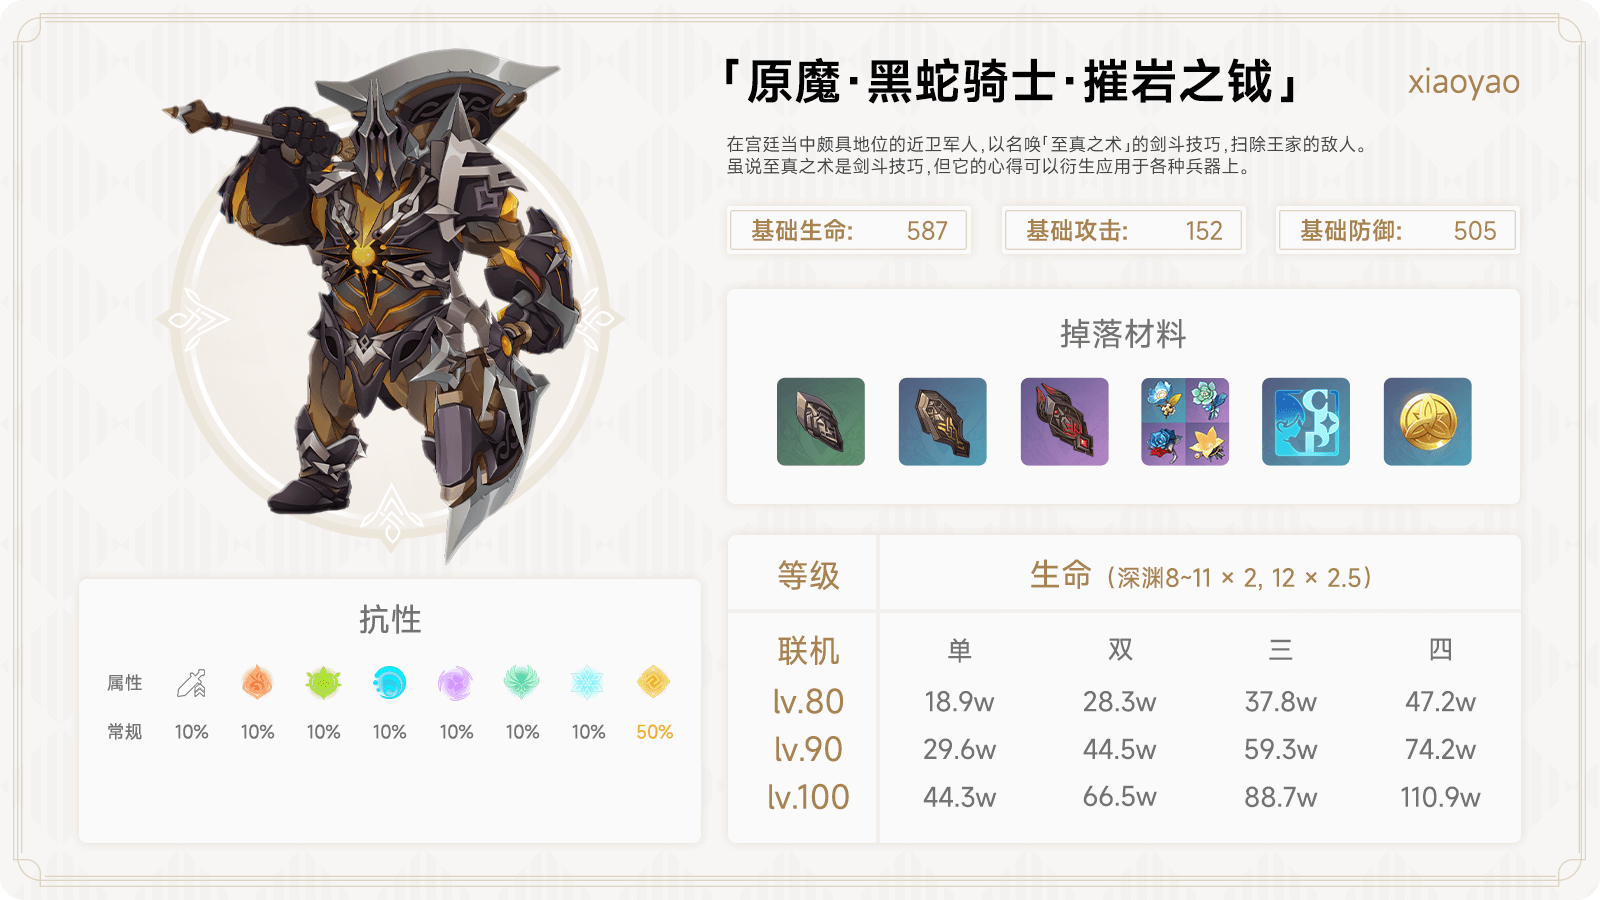 「原魔·黑蛇骑士·摧岩之钺」
xiaoyao
在宫廷当中颇具地位的近卫军人,以名唤「至真之术」的剑斗技巧,扫除王家的敌人。
虽说至真之术是剑斗技巧,但它的心得可以衍生应用于各种兵器上。
基础生命: 587
基础攻击: 152
基础防御: 505
掉落材料
等级 生命 (深渊8~11 × 2, 12 × 2.5)
联机 单 双 三 四
lv.80 18.9w 28.3w 37.8w 47.2w
lv.90 29.6w 44.5w 59.3w 74.2w
lv.100 44.3w 66.5w 88.7w 110.9w
抗性
属性
常规 10% 10% 10% 10% 10% 10% 10% 50%